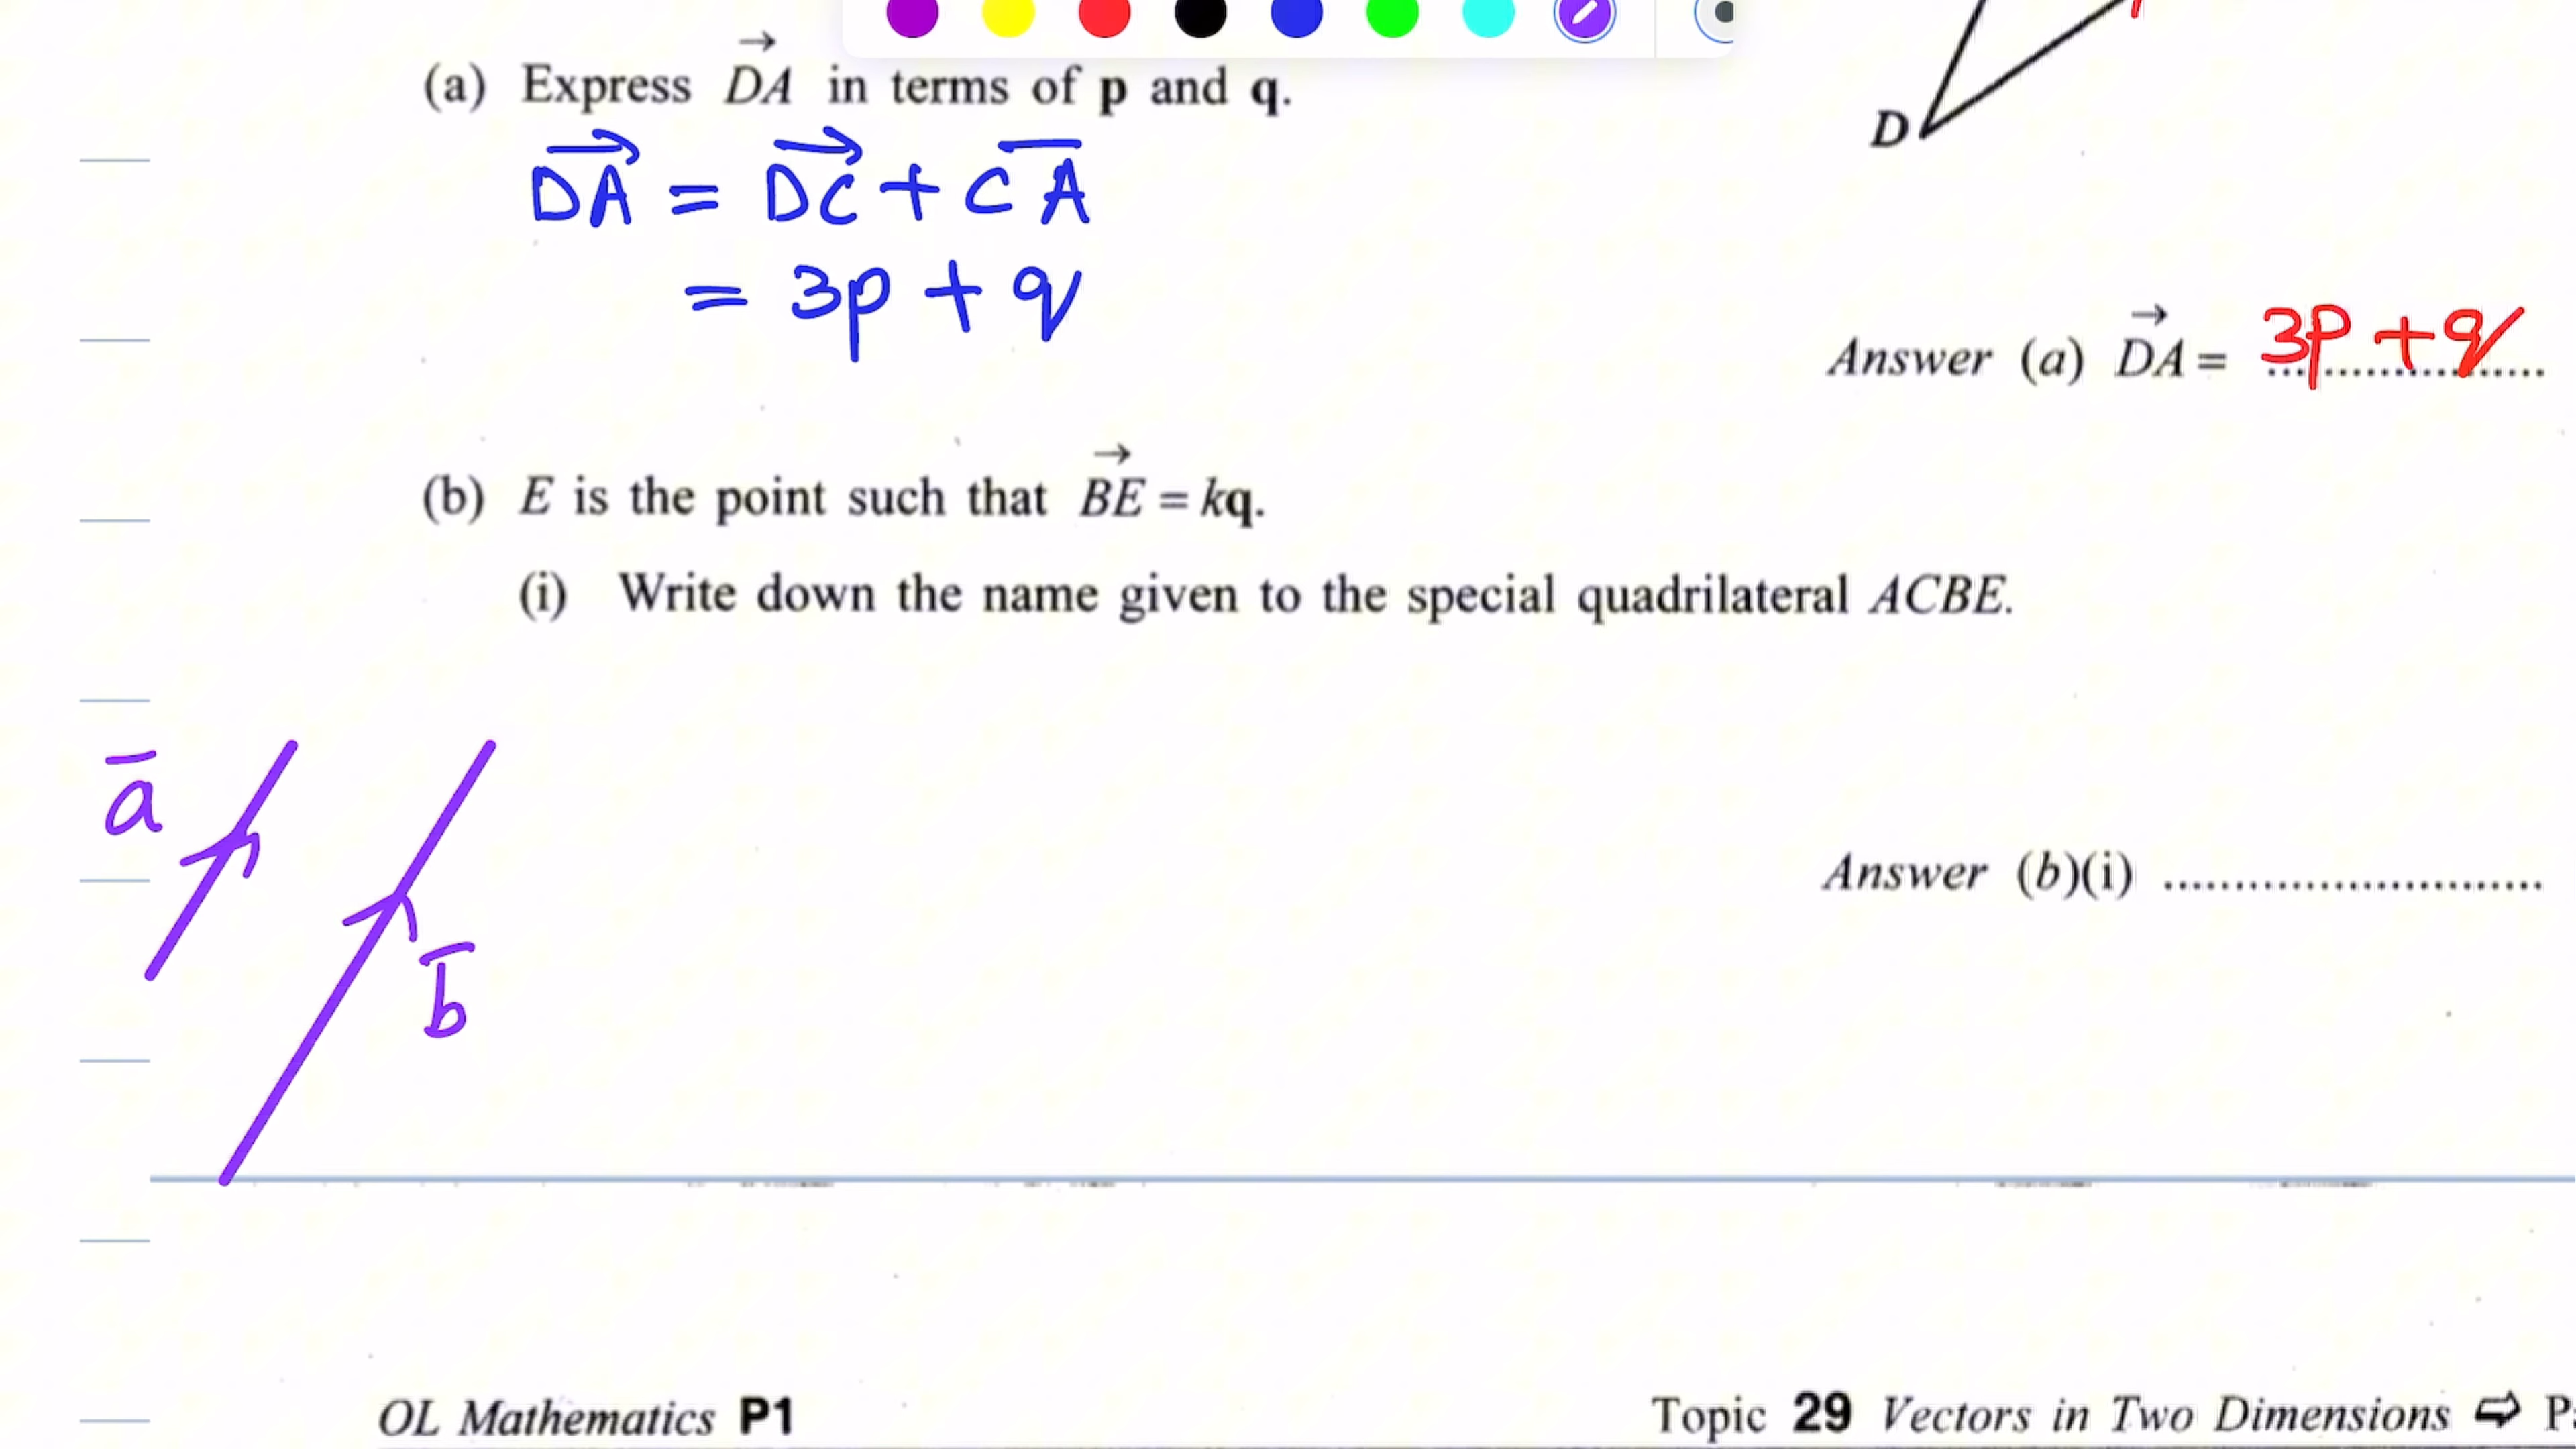 (a) Express DA in terms of p and q.
D
DA = DC + CA
= 3p + q
Answer (a) DA = 3p + q
(b) E is the point such that BE = kq.
(i) Write down the name given to the special quadrilateral ACBE.
a
Answer (b)(i) ............................
b
OL Mathematics P1
Topic 29 Vectors in Two Dimensions ⇨